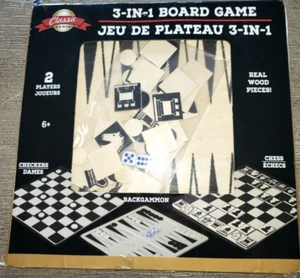 Classic
GAMES
3-IN-1 BOARD GAME
JEU DE PLATEAU 3-IN-1
2
PLAYERS
JOUEURS
6+
REAL
WOOD
PIECES!
CHECKERS
DAMES
BACKGAMMON
CHESS
ÉCHECS